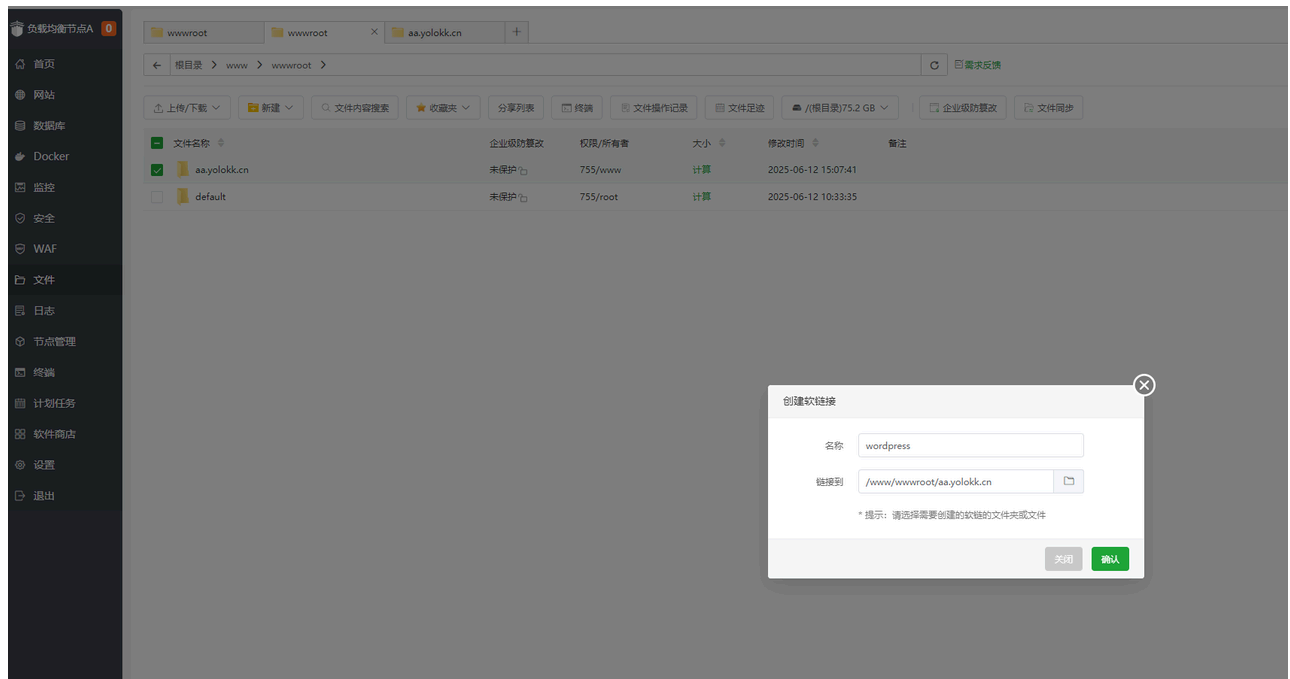 负载均衡节点A 0
首页
网站
数据库
Docker
监控
安全
WAF
文件
日志
节点管理
终端
计划任务
软件商店
设置
退出
wwwroot wwwroot aa.yolokk.cn
根目录 www wwwroot 需求反馈
上传/下载 新建 文件内容搜索 收藏夹 分享列表 终端 文件操作记录 文件足迹 /(根目录)75.2 GB 企业级防篡改 文件同步
文件名称 企业级防篡改 权限/所有者 大小 修改时间 备注
aa.yolokk.cn 未保护 755/www 计算 2025-06-12 15:07:41
default 未保护 755/root 计算 2025-06-12 10:33:35
创建软链接
名称 wordpress
链接到 /www/wwwroot/aa.yolokk.cn
* 提示：请选择需要创建的软链的文件夹或文件
关闭 确认